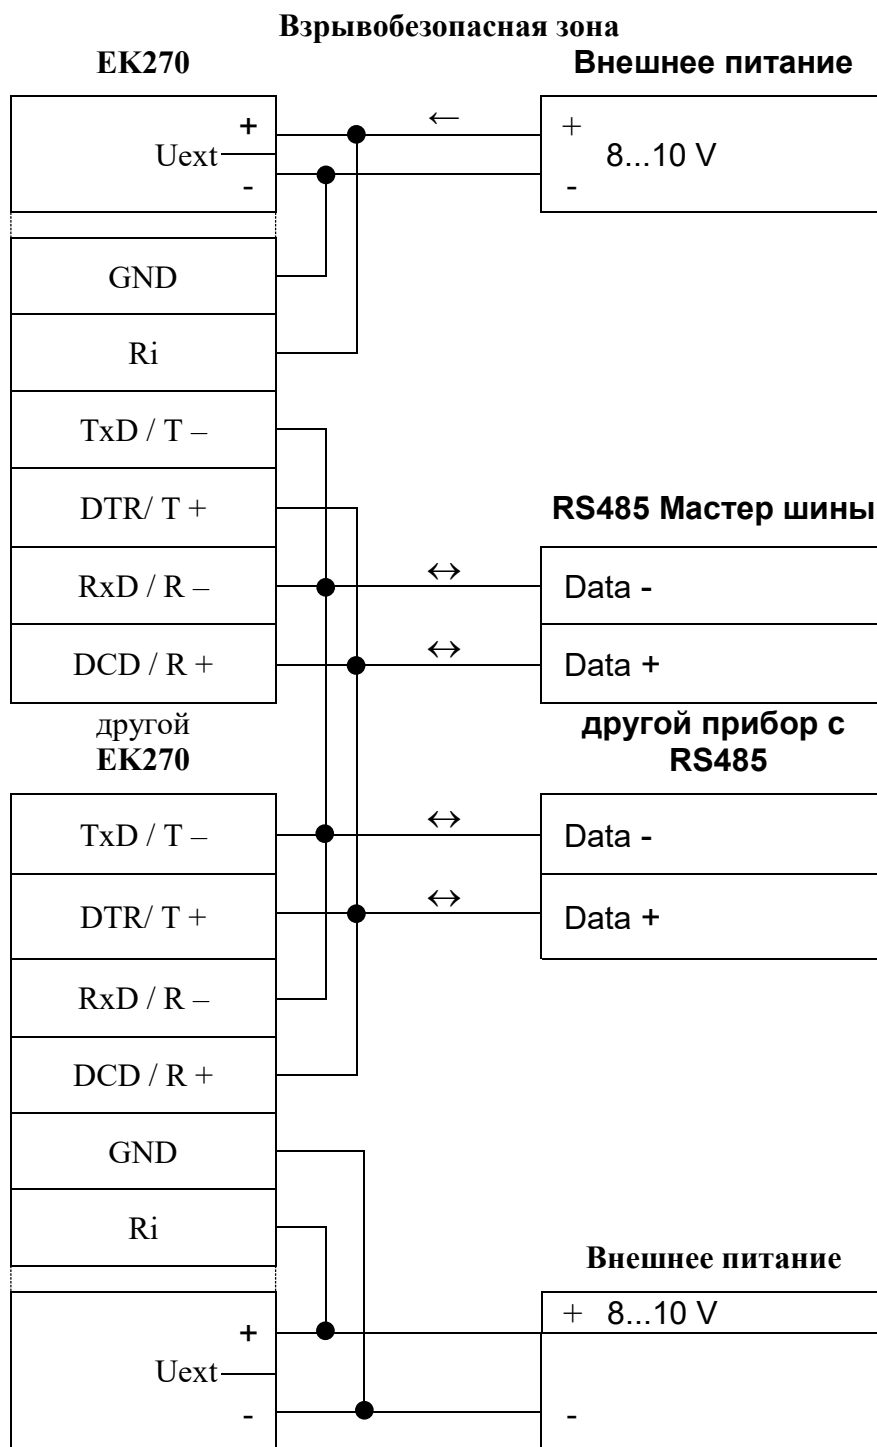 Взрывобезопасная зона
EK270
Внешнее питание
+
Uext
-
←
+
8...10 V
-
GND
Ri
TxD / T –
DTR/ T +
RS485 Мастер шины
RxD / R –
↔
Data -
DCD / R +
↔
Data +
другой
EK270
другой прибор с
RS485
TxD / T –
↔
Data -
DTR/ T +
↔
Data +
RxD / R –
DCD / R +
GND
Ri
Внешнее питание
+
Uext
-
+ 8...10 V
-